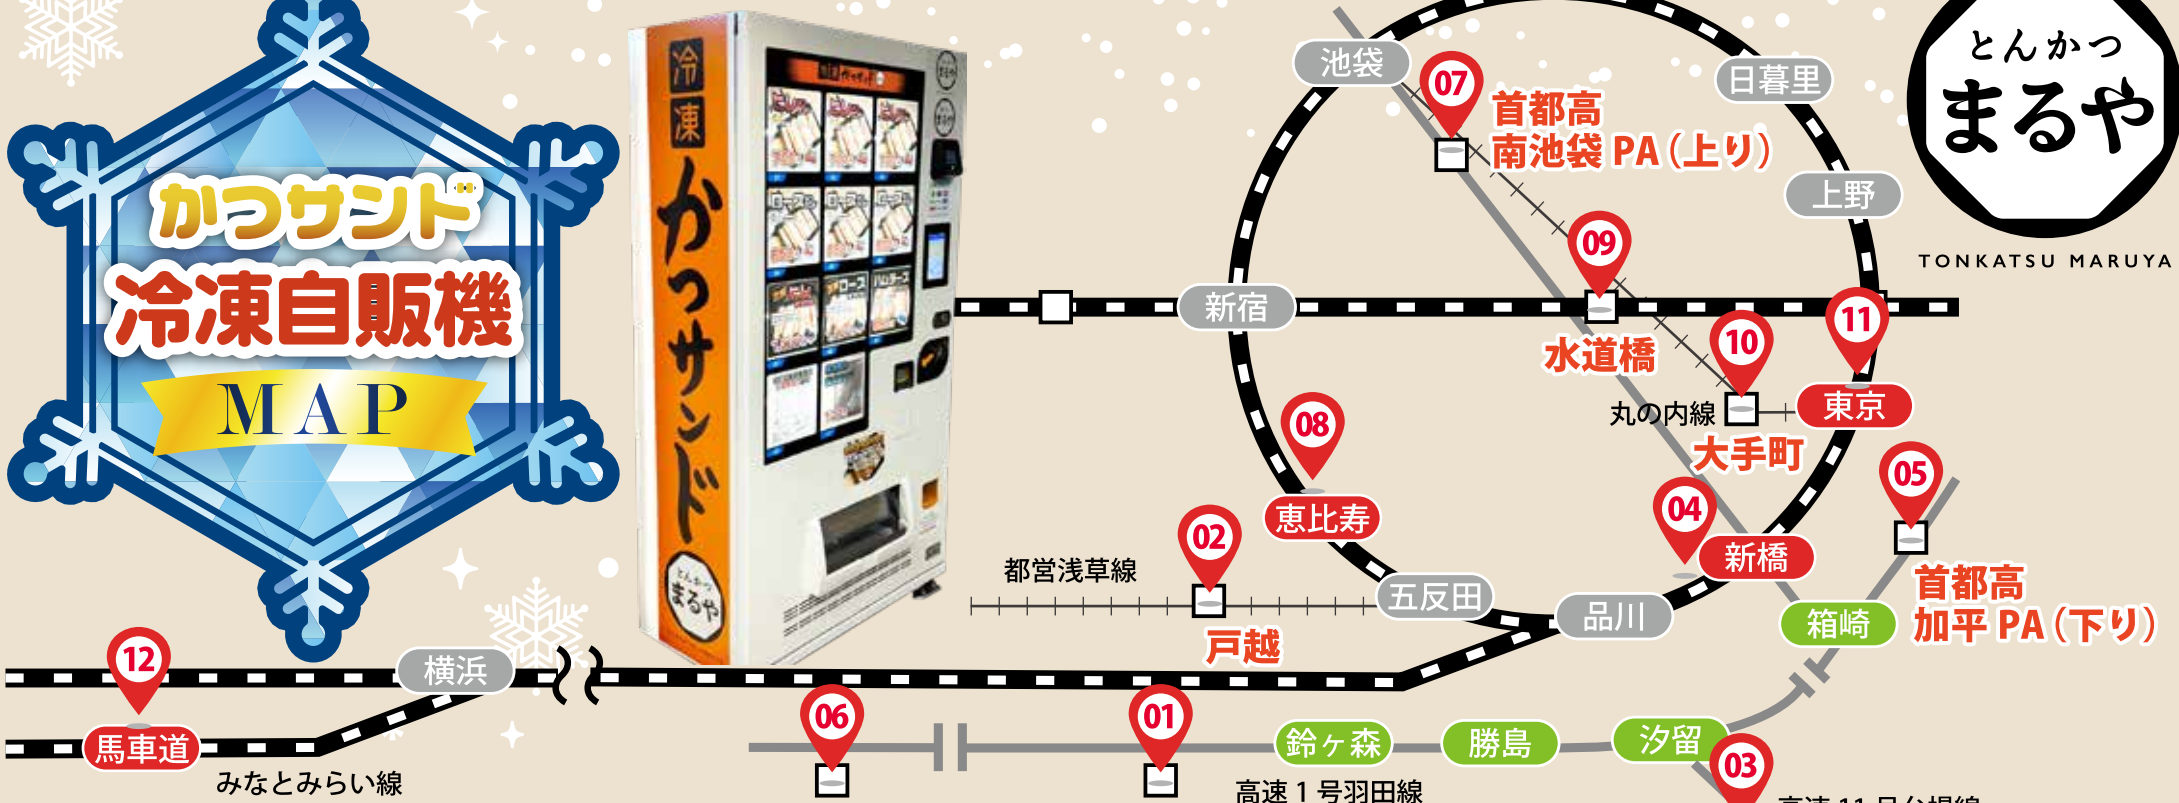 かつサンド
冷凍自販機
MAP
冷凍かつサンド
とんかつ
まるや
まるや
まるや
とんかつ
まるや
TONKATSU MARUYA
池袋
07
首都高
南池袋 PA（上り）
日暮里
上野
09
水道橋
新宿
10
11
丸の内線
大手町
東京
08
恵比寿
04
新橋
05
首都高
加平 PA（下り）
02
都営浅草線
戸越
五反田
品川
箱崎
12
横浜
馬車道
みなとみらい線
06
01
鈴ヶ森
勝島
汐留
03
高速 1 号羽田線